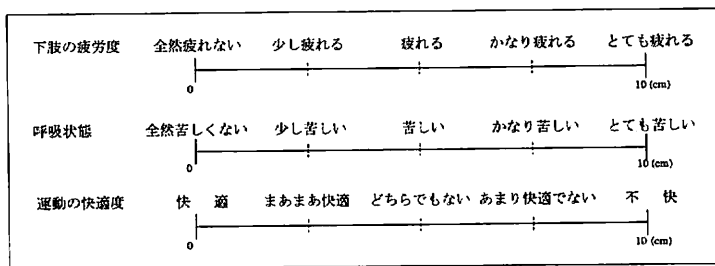 下肢の疲労度 全然疲れない 少し疲れる 疲れる かなり疲れる とても疲れる
0 10 (cm)
呼吸状態 全然苦しくない 少し苦しい 苦しい かなり苦しい とても苦しい
0 10 (cm)
運動の快適度 快 適 まあまあ快適 どちらでもない あまり快適でない 不 快
0 10 (cm)